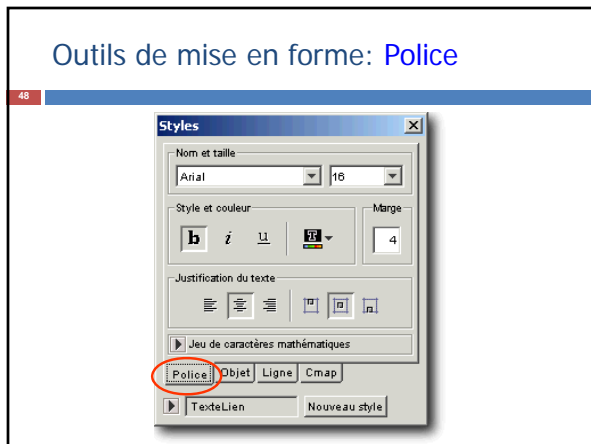 Outils de mise en forme: Police
48
Styles
Nom et taille
Arial 16
Style et couleur Marge
b i u T 4
Justification du texte
Jeu de caractères mathématiques
Police Objet Ligne Cmap
TexteLien Nouveau style